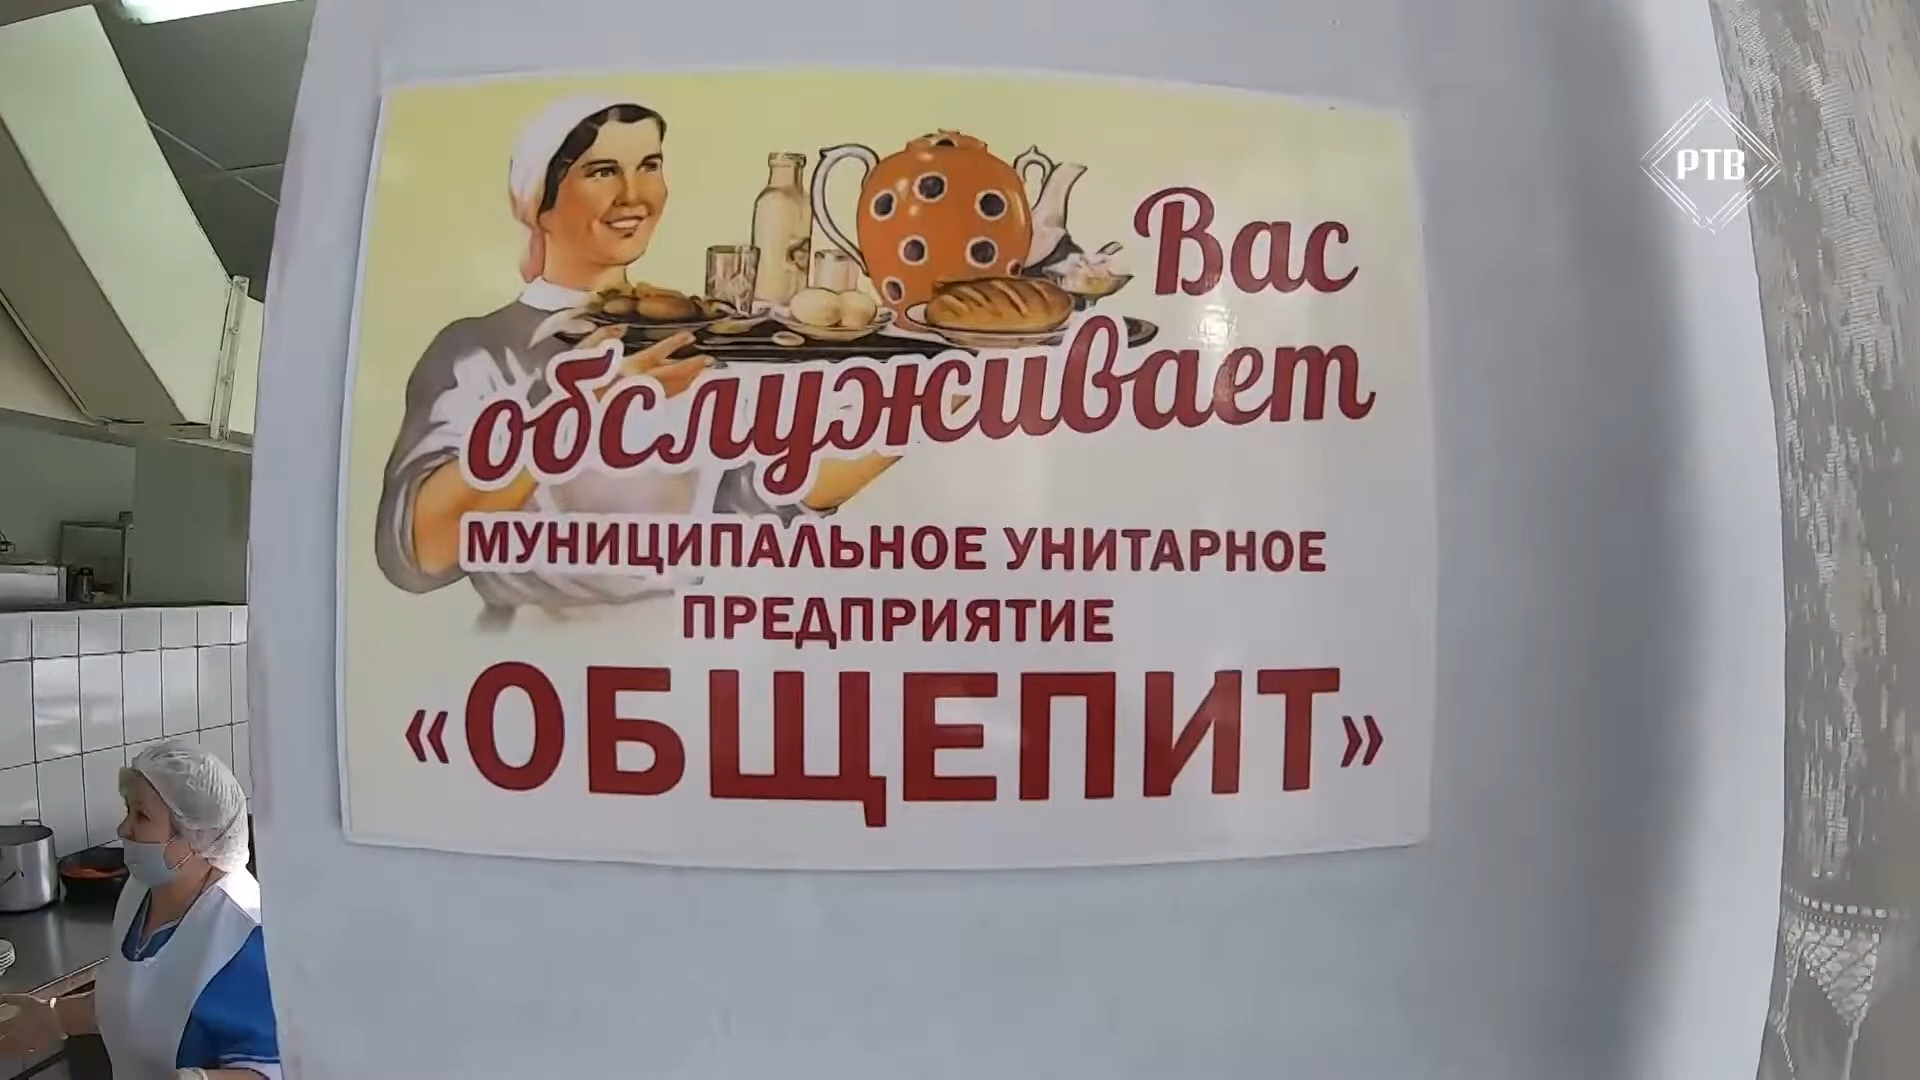 РТВ
Вас
обслуживает
МУНИЦИПАЛЬНОЕ УНИТАРНОЕ
ПРЕДПРИЯТИЕ
«ОБЩЕПИТ»